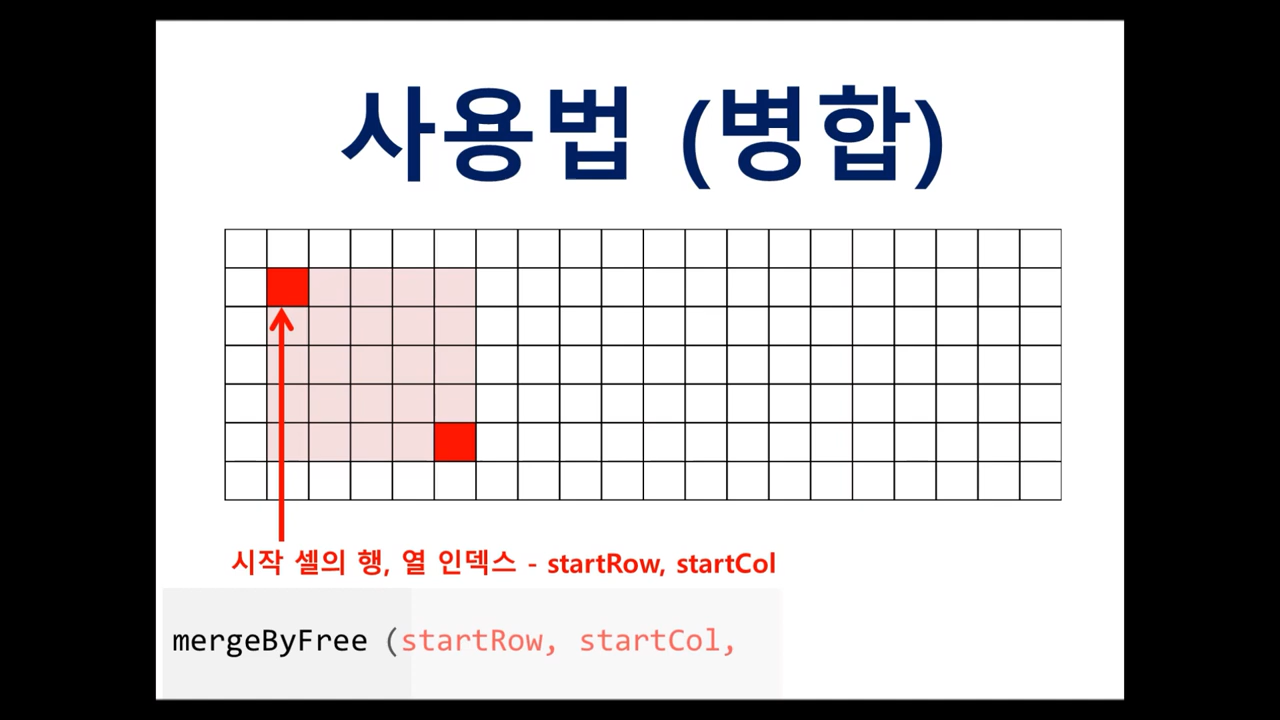 사용법 (병합)
시작 셀의 행, 열 인덱스 - startRow, startCol
mergeByFree (startRow, startCol,